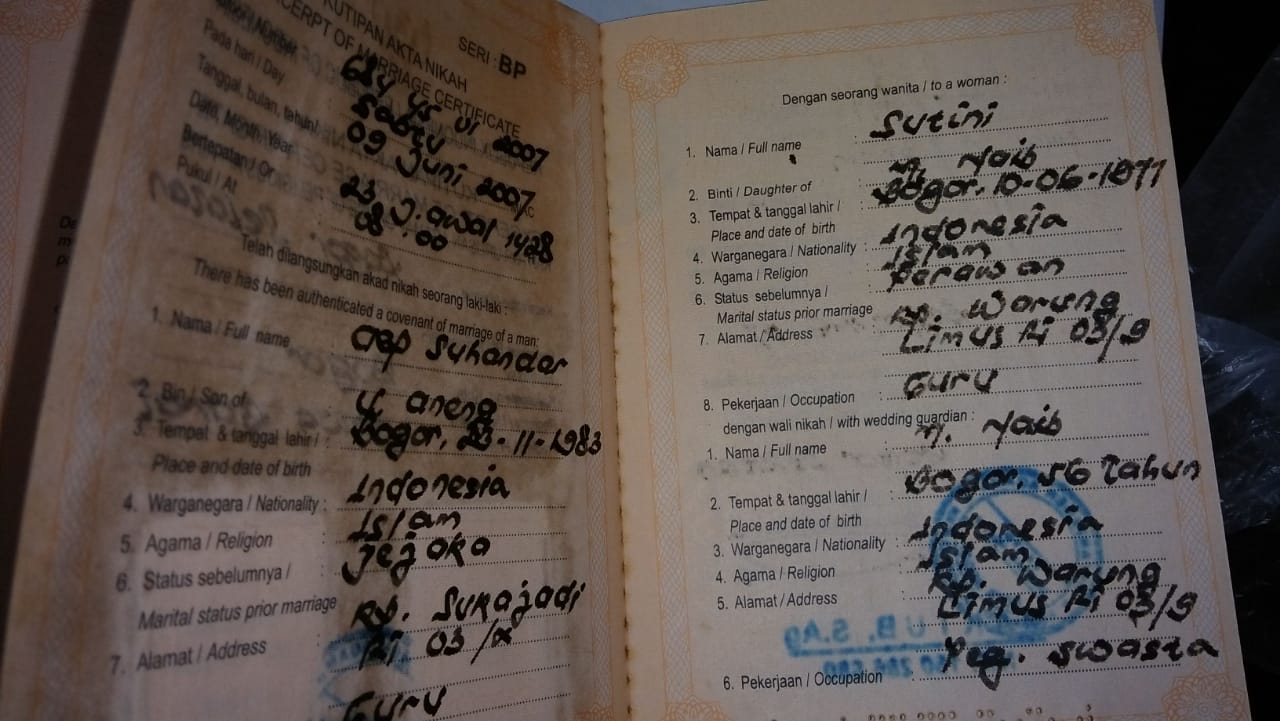 KUTIPAN AKTA NIKAH
EXCERPT OF MARRIAGE CERTIFICATE
SERI : BP
684 45 VI 2007
Pada hari / Day
Sabtu
Tanggal, bulan, tahun /
Date, Month, Year
09 Juni 2007
Bertepatan / Or
23 J. awal 1428
Pukul / At
08.00
Telah dilangsungkan akad nikah seorang laki-laki :
There has been authenticated a covenant of marriage of a man:
1. Nama / Full name
Oep Suhandar
2. Bin / Son of
U. aneng
3. Tempat & tanggal lahir / :
Bogor, 23-11-1983
Place and date of birth
4. Warganegara / Nationality :
Indonesia
5. Agama / Religion :
Islam
6. Status sebelumnya / :
Jejaka
Marital status prior marriage
7. Alamat / Address :
Kp. Sukajadi
Rt 03 /
Guru
Dengan seorang wanita / to a woman :
1. Nama / Full name : Sutini
2. Binti / Daughter of : M. Naib
3. Tempat & tanggal lahir / : Bogor, 10-06-1977
Place and date of birth
4. Warganegara / Nationality : Indonesia
5. Agama / Religion : Islam
6. Status sebelumnya / : Perawan
Marital status prior marriage
7. Alamat / Address : Kp. Warung
Limus Rt 03/9
8. Pekerjaan / Occupation : Guru
dengan wali nikah / with wedding guardian :
1. Nama / Full name : M. Naib
2. Tempat & tanggal lahir / : Bogor, 56 Tahun
Place and date of birth
3. Warganegara / Nationality : Indonesia
4. Agama / Religion : Islam
5. Alamat / Address : Kp. Warung
Limus Rt 03/9
6. Pekerjaan / Occupation : Peg. Swasta